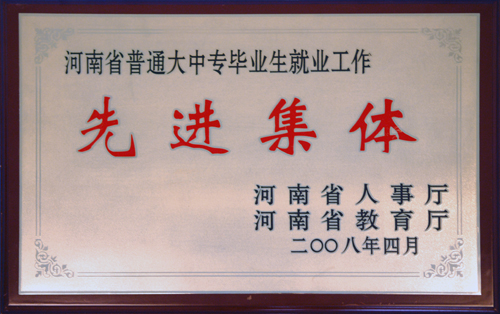 河南省普通大中专毕业生就业工作
先进集体
河南省人事厅
河南省教育厅
二〇〇八年四月